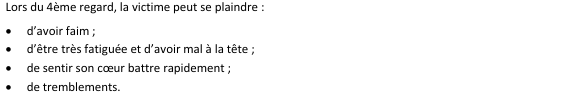 Lors du 4ème regard, la victime peut se plaindre :
• d’avoir faim ;
• d’être très fatiguée et d’avoir mal à la tête ;
• de sentir son cœur battre rapidement ;
• de tremblements.